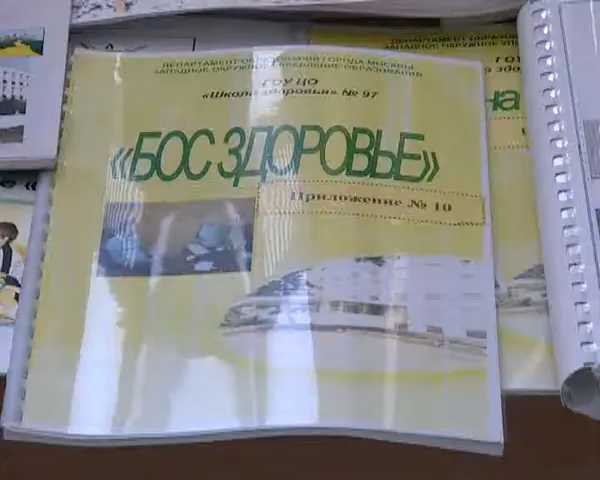 ДЕПАРТАМЕНТ ОБРАЗОВАНИЯ ГОРОДА МОСКВЫ
ЗАПАДНОЕ ОКРУЖНОЕ УПРАВЛЕНИЕ ОБРАЗОВАНИЯ
ГОУ ЦО
«Школа здоровья» № 97
«БОС ЗДОРОВЬЕ»
Приложение № 10
на